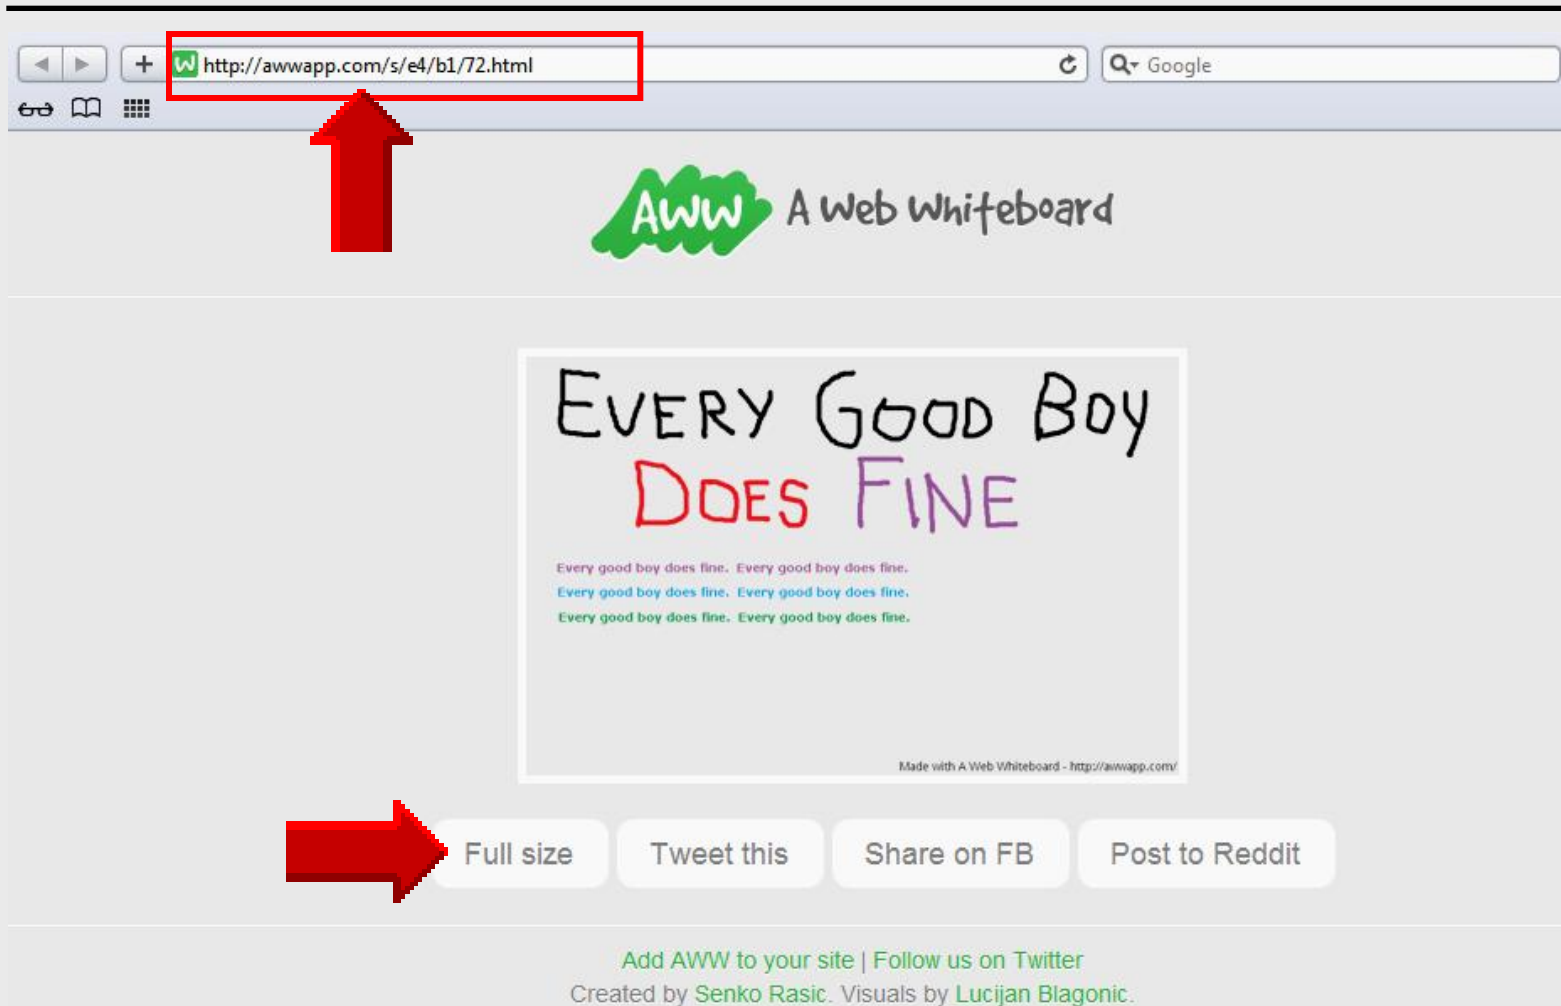 http://awwapp.com/s/e4/b1/72.html
Google
AWW A Web Whiteboard
EVERY GOOD BOY
DOES FINE
Every good boy does fine. Every good boy does fine.
Every good boy does fine. Every good boy does fine.
Every good boy does fine. Every good boy does fine.
Made with A Web Whiteboard - http://awwapp.com/
Full size Tweet this Share on FB Post to Reddit
Add AWW to your site | Follow us on Twitter
Created by Senko Rasic. Visuals by Lucijan Blagonic.